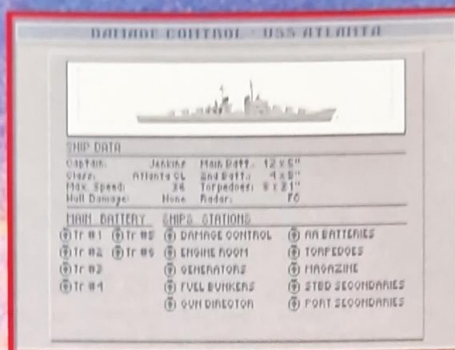 DAMAGE CONTROL - USS ATLANTA
SHIP DATA
Captain: Jenkins Main Batt.: 12 x 5"
Class: Atlanta CL 2nd Batt.: 4 x 5"
Max Speed: 36 Torpedoes: 8 x 21"
Hull Damage: None Radar:
MAIN BATTERY SHIPS STATIONS
Tr #1 Tr #5 DAMAGE CONTROL AA BATTERIES
Tr #2 Tr #6 ENGINE ROOM TORPEDOES
Tr #3 GENERATORS MAGAZINE
Tr #4 FUEL BUNKERS STBD SECONDARIES
GUN DIRECTOR PORT SECONDARIES